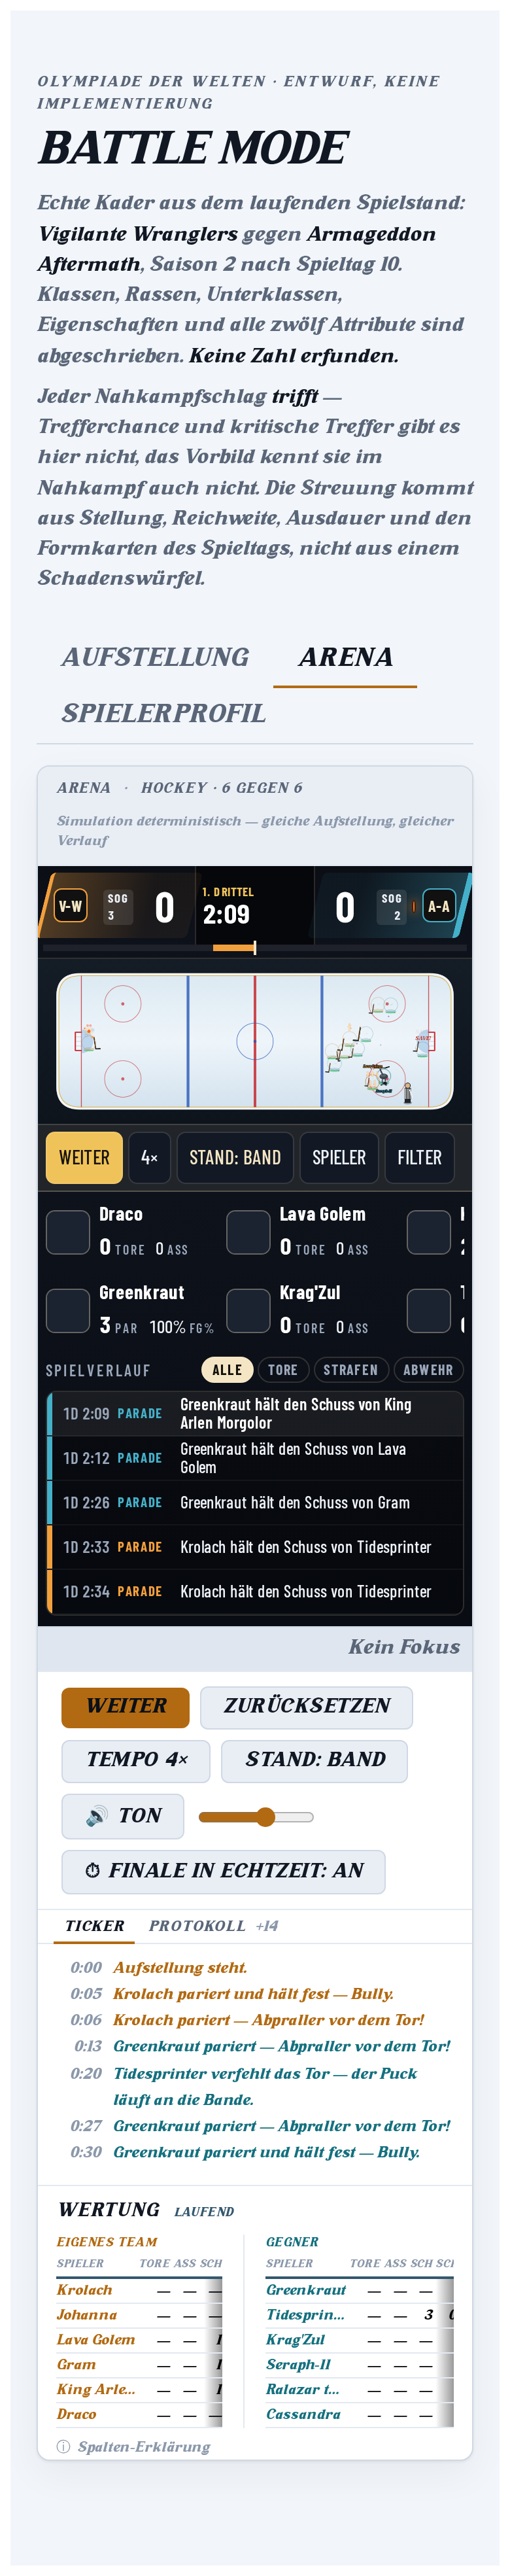 OLYMPIADE DER WELTEN · ENTWURF, KEINE
IMPLEMENTIERUNG
BATTLE MODE
Echte Kader aus dem laufenden Spielstand:
Vigilante Wranglers gegen Armageddon
Aftermath, Saison 2 nach Spieltag 10.
Klassen, Rassen, Unterklassen,
Eigenschaften und alle zwölf Attribute sind
abgeschrieben. Keine Zahl erfunden.
Jeder Nahkampfschlag trifft —
Trefferchance und kritische Treffer gibt es
hier nicht, das Vorbild kennt sie im
Nahkampf auch nicht. Die Streuung kommt
aus Stellung, Reichweite, Ausdauer und den
Formkarten des Spieltags, nicht aus einem
Schadenswürfel.
AUFSTELLUNG ARENA
SPIELERPROFIL
ARENA · HOCKEY · 6 GEGEN 6
Simulation deterministisch — gleiche Aufstellung, gleicher
Verlauf
V-W SOG 3 0 1. DRITTEL 2:09 0 SOG 2 A-A
WEITER 4× STAND: BAND SPIELER FILTER
Draco Lava Golem
0 TORE 0 ASS 0 TORE 0 ASS
Greenkraut Krag'Zul
3 PAR 100% FG% 0 TORE 0 ASS
SPIELVERLAUF ALLE TORE STRAFEN ABWEHR
1D 2:09 PARADE Greenkraut hält den Schuss von King
Arlen Morgolor
1D 2:12 PARADE Greenkraut hält den Schuss von Lava
Golem
1D 2:26 PARADE Greenkraut hält den Schuss von Gram
1D 2:33 PARADE Krolach hält den Schuss von Tidesprinter
1D 2:34 PARADE Krolach hält den Schuss von Tidesprinter
Kein Fokus
WEITER ZURÜCKSETZEN
TEMPO 4× STAND: BAND
🔊 TON
⏱ FINALE IN ECHTZEIT: AN
TICKER PROTOKOLL +14
0:00 Aufstellung steht.
0:05 Krolach pariert und hält fest — Bully.
0:06 Krolach pariert — Abpraller vor dem Tor!
0:13 Greenkraut pariert — Abpraller vor dem Tor!
0:20 Tidesprinter verfehlt das Tor — der Puck
läuft an die Bande.
0:27 Greenkraut pariert — Abpraller vor dem Tor!
0:30 Greenkraut pariert und hält fest — Bully.
WERTUNG LAUFEND
EIGENES TEAM
SPIELER TORE ASS SCH
Krolach — — —
Johanna — — —
Lava Golem — — 1
Gram — — 1
King Arle... — — 1
Draco — — —
GEGNER
SPIELER TORE ASS SCH
Greenkraut — — —
Tidesprin... — — 3
Krag'Zul — — —
Seraph-11 — — —
Ralazar t... — — —
Cassandra — — —
ⓘ Spalten-Erklärung